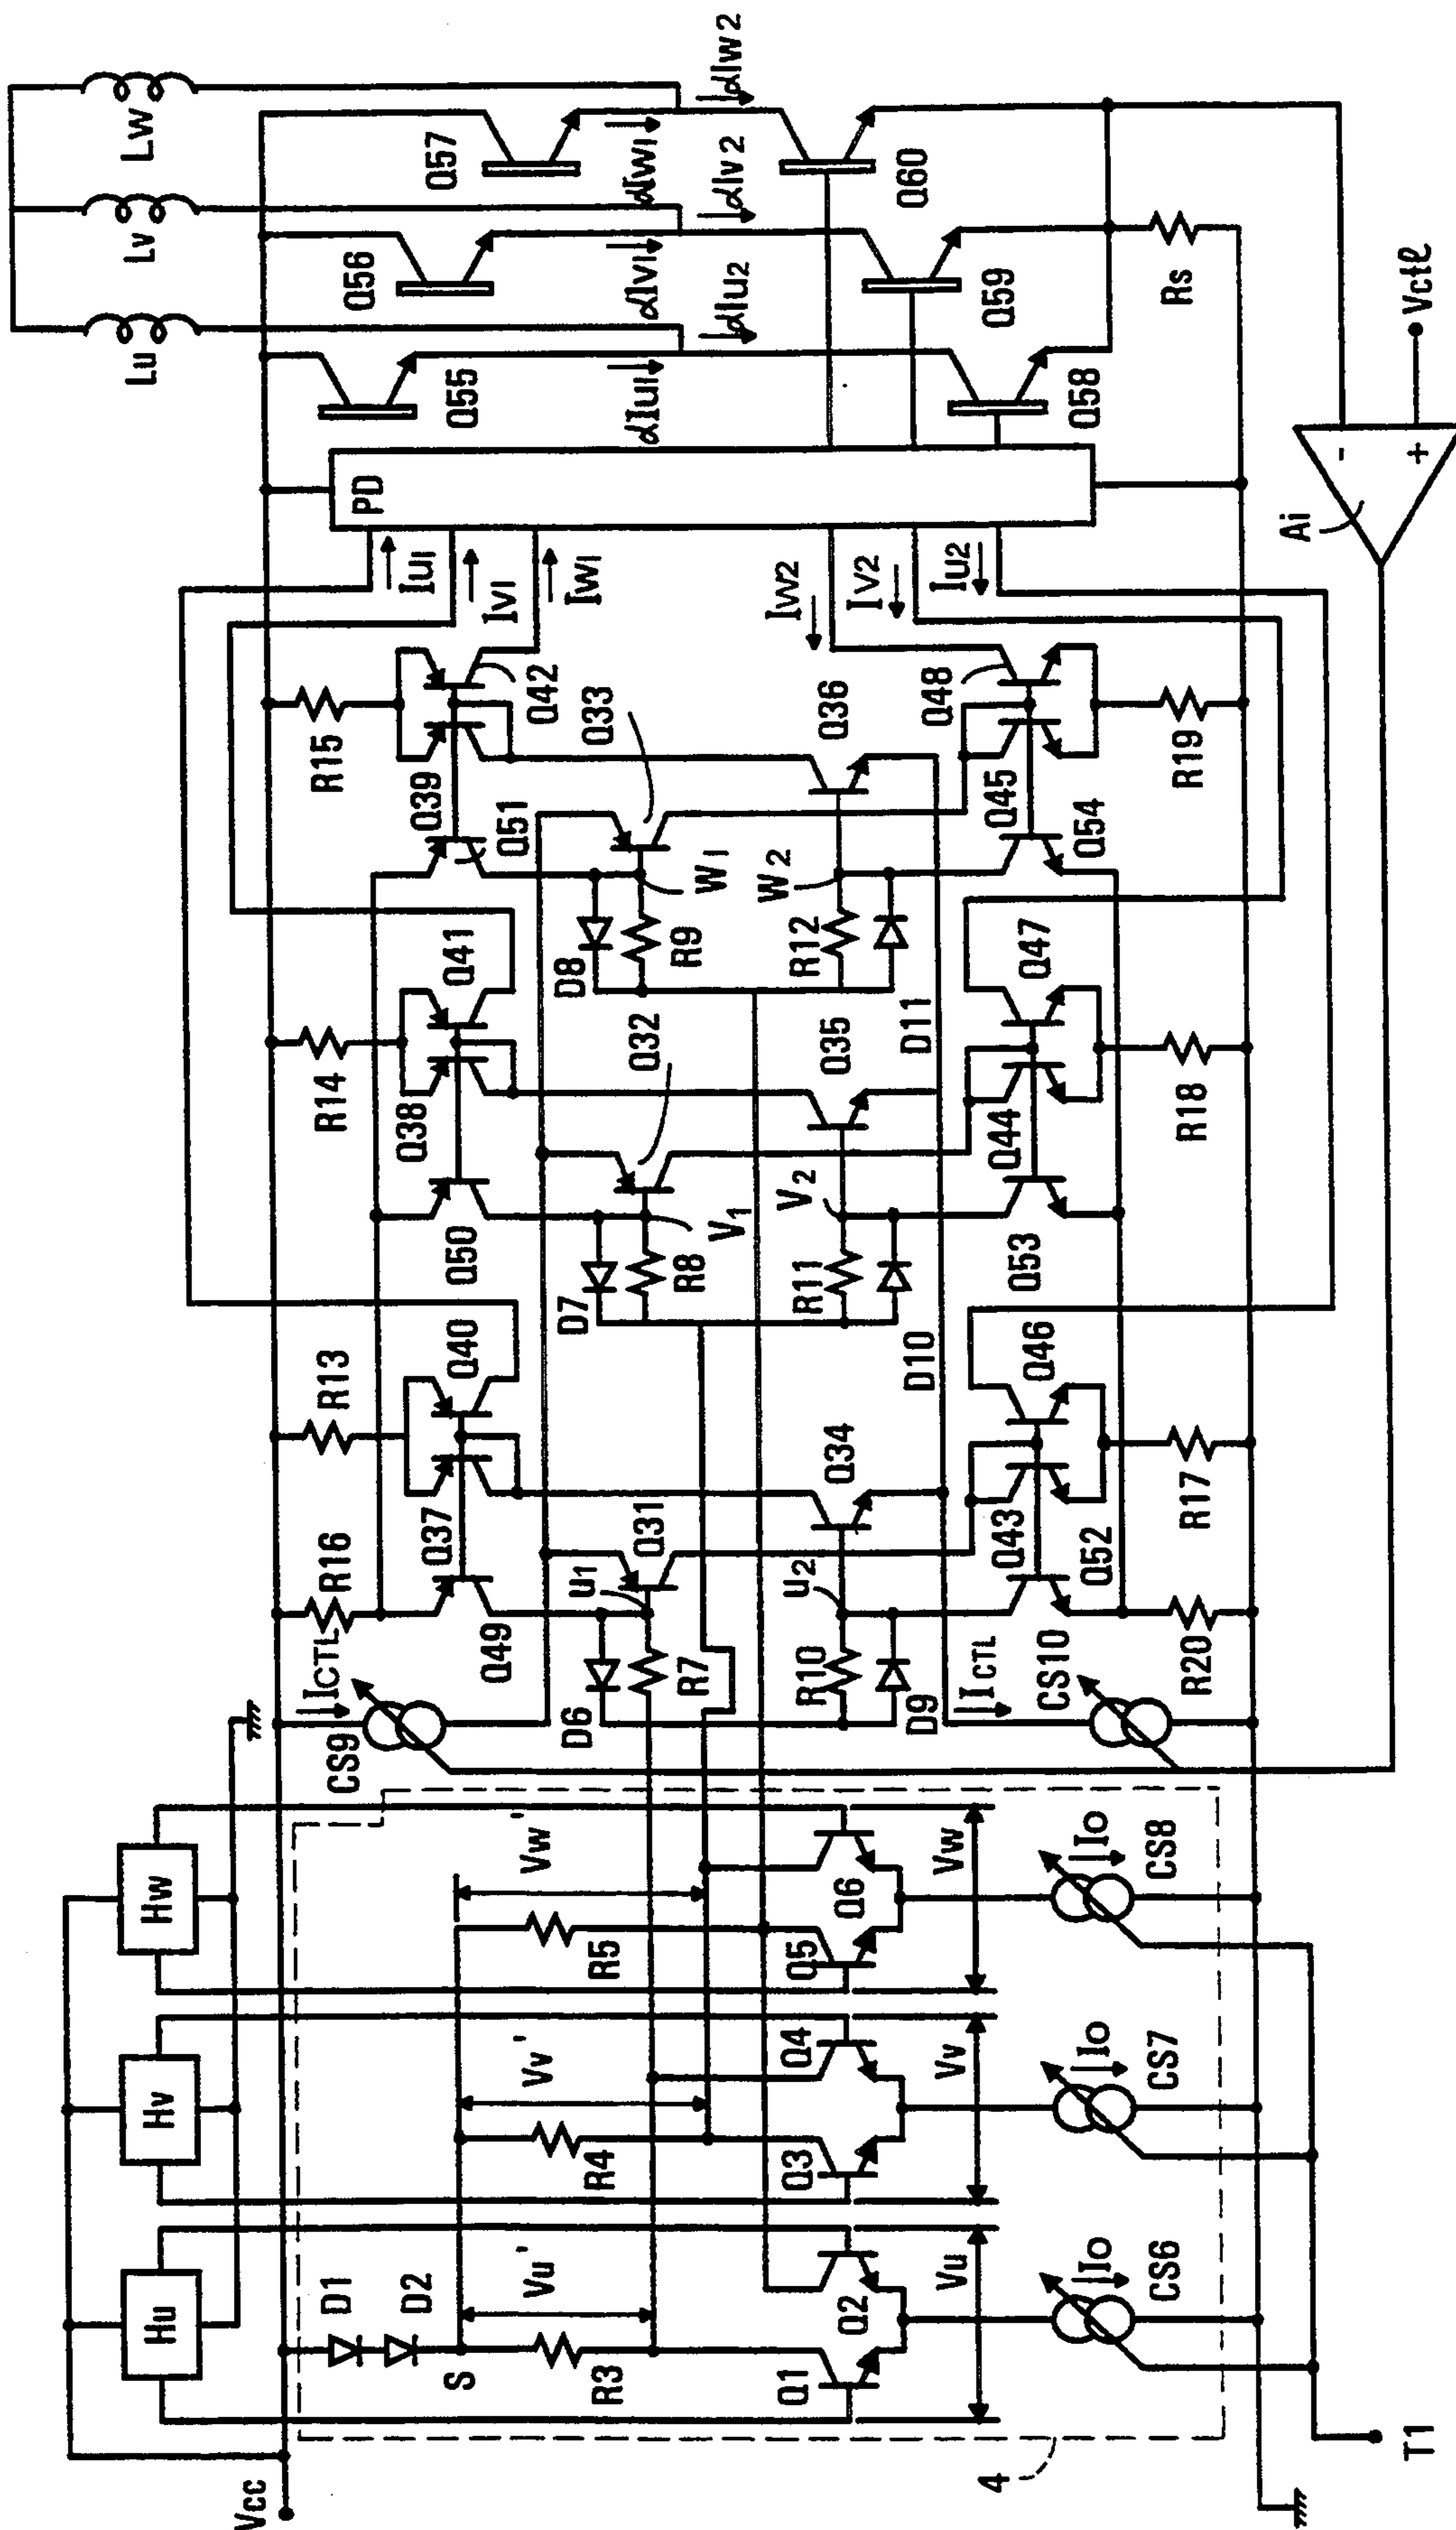 Vcc
Hu
Hv
Hw
D1
D2
S
R3
R4
R5
Vu'
Vv'
Vw'
Q1
Q2
Q3
Q4
Q5
Q6
Vu
Vv
Vw
Io
Io
Io
CS6
CS7
CS8
4
T1
CS9
ICTL
R16
R13
R14
R15
Q49
Q37
Q40
Q50
Q38
Q41
Q51
Q39
Q42
Q31
Q32
Q33
u1
V1
W1
D6
R7
D7
R8
D8
R9
u2
V2
W2
R10
D9
R11
D10
R12
D11
Q34
Q35
Q36
ICTL
CS10
Q52
Q43
Q46
Q53
Q44
Q47
Q54
Q45
Q48
R20
R17
R18
R19
IU1
IV1
IW1
IW2
IV2
IU2
PD
Lu
Lv
Lw
Q55
Q56
Q57
αIu1
αIu2
αIv1
αIv2
αIw1
αIw2
Q58
Q59
Q60
Rs
Ai
-
+
Vctℓ